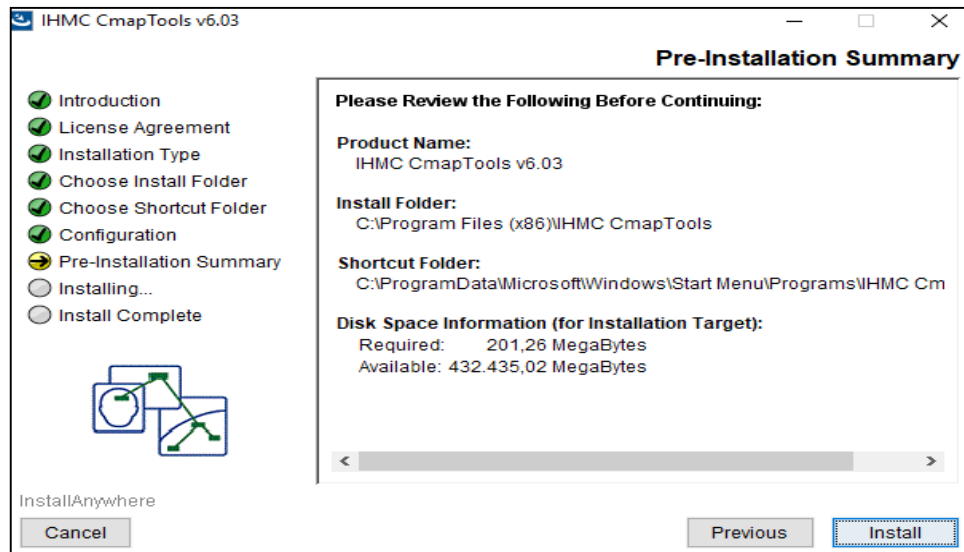 IHMC CmapTools v6.03
Pre-Installation Summary
Introduction
License Agreement
Installation Type
Choose Install Folder
Choose Shortcut Folder
Configuration
Pre-Installation Summary
Installing...
Install Complete
Please Review the Following Before Continuing:
Product Name:
IHMC CmapTools v6.03
Install Folder:
C:\Program Files (x86)\IHMC CmapTools
Shortcut Folder:
C:\ProgramData\Microsoft\Windows\Start Menu\Programs\IHMC Cm
Disk Space Information (for Installation Target):
Required: 201,26 MegaBytes
Available: 432.435,02 MegaBytes
InstallAnywhere
Cancel
Previous
Install